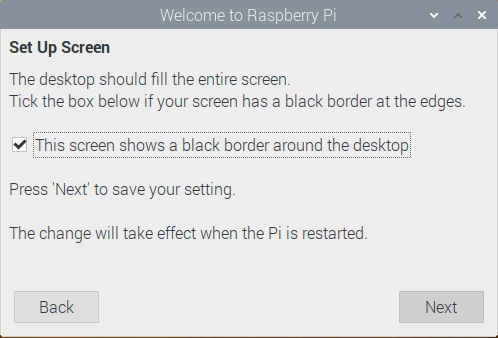 Welcome to Raspberry Pi
Set Up Screen
The desktop should fill the entire screen.
Tick the box below if your screen has a black border at the edges.
This screen shows a black border around the desktop
Press 'Next' to save your setting.
The change will take effect when the Pi is restarted.
Back
Next